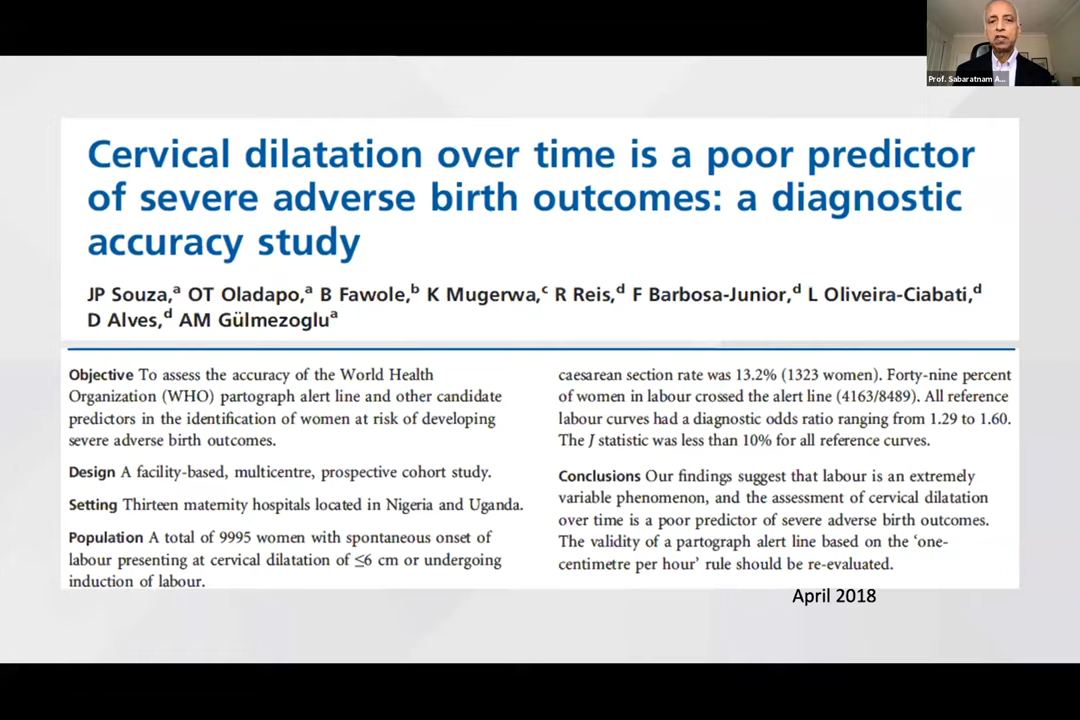 Prof. Sabaratnam A...
Cervical dilatation over time is a poor predictor
of severe adverse birth outcomes: a diagnostic
accuracy study
JP Souza,a OT Oladapo,a B Fawole,b K Mugerwa,c R Reis,d F Barbosa-Junior,d L Oliveira-Ciabati,d
D Alves,d AM Gülmezoglua
Objective To assess the accuracy of the World Health
Organization (WHO) partograph alert line and other candidate
predictors in the identification of women at risk of developing
severe adverse birth outcomes.
Design A facility-based, multicentre, prospective cohort study.
Setting Thirteen maternity hospitals located in Nigeria and Uganda.
Population A total of 9995 women with spontaneous onset of
labour presenting at cervical dilatation of ≤6 cm or undergoing
induction of labour.
caesarean section rate was 13.2% (1323 women). Forty-nine percent
of women in labour crossed the alert line (4163/8489). All reference
labour curves had a diagnostic odds ratio ranging from 1.29 to 1.60.
The J statistic was less than 10% for all reference curves.
Conclusions Our findings suggest that labour is an extremely
variable phenomenon, and the assessment of cervical dilatation
over time is a poor predictor of severe adverse birth outcomes.
The validity of a partograph alert line based on the ‘one-
centimetre per hour’ rule should be re-evaluated.
April 2018